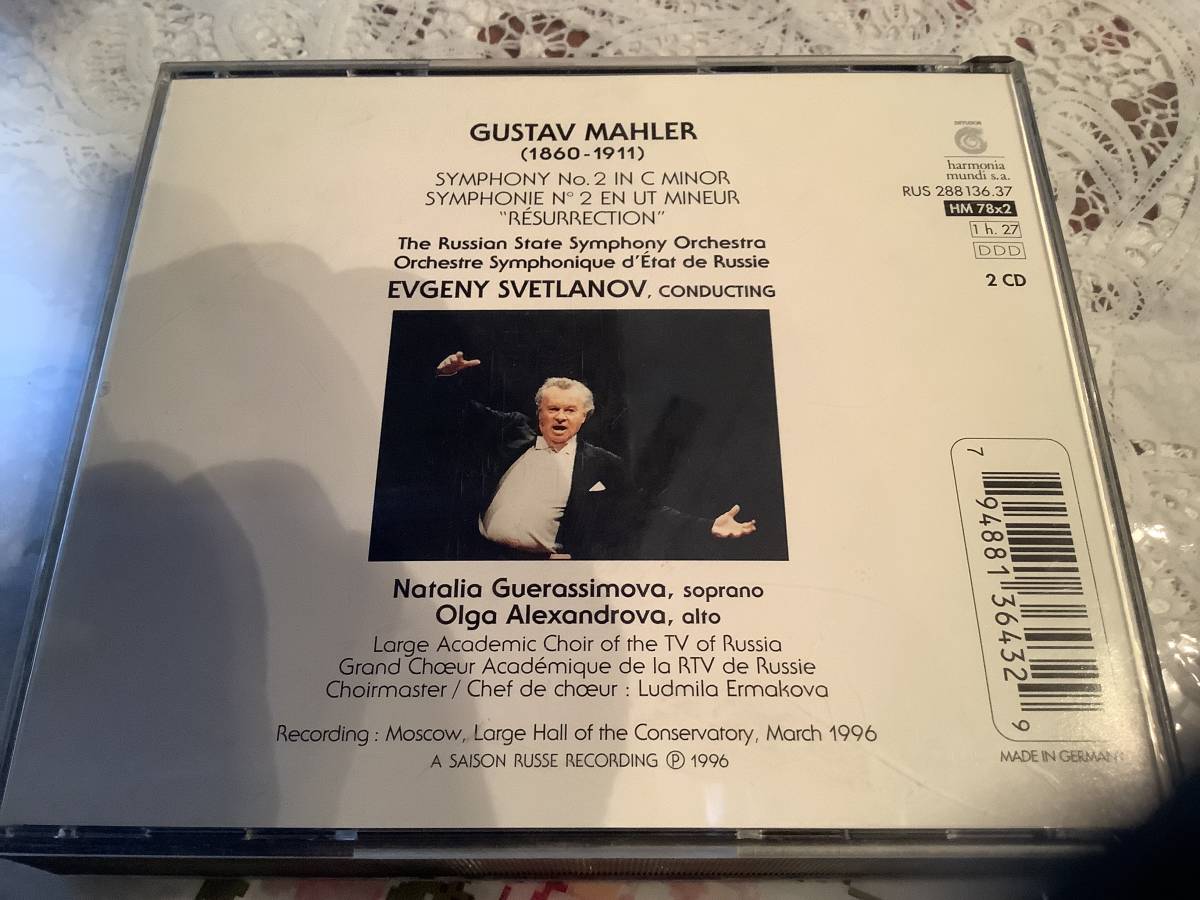 GUSTAV MAHLER
(1860-1911)
SYMPHONY No. 2 IN C MINOR
SYMPHONIE N° 2 EN UT MINEUR
"RÉSURRECTION"
The Russian State Symphony Orchestra
Orchestre Symphonique d'État de Russie
EVGENY SVETLANOV, CONDUCTING
DIFFUSION
harmonia
mundi s.a.
RUS 288136.37
HM 78x2
1 h. 27
DDD
2 CD
Natalia Guerassimova, soprano
Olga Alexandrova, alto
Large Academic Choir of the TV of Russia
Grand Chœur Académique de la RTV de Russie
Choirmaster / Chef de chœur : Ludmila Ermakova
Recording : Moscow, Large Hall of the Conservatory, March 1996
A SAISON RUSSE RECORDING ℗ 1996
7 94881 36432 9
MADE IN GERMANY